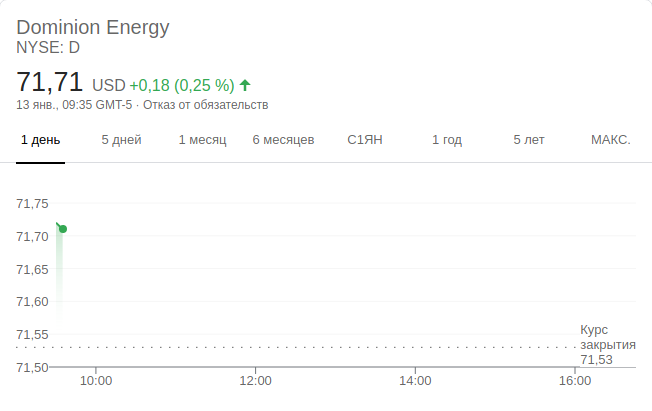 Dominion Energy
NYSE: D
71,71 USD +0,18 (0,25 %)
13 янв., 09:35 GMT-5 · Отказ от обязательств
1 день 5 дней 1 месяц 6 месяцев С1ЯН 1 год 5 лет МАКС.
71,75
71,70
71,65
71,60
71,55
71,50
Курс
закрытия
71,53
10:00 12:00 14:00 16:00